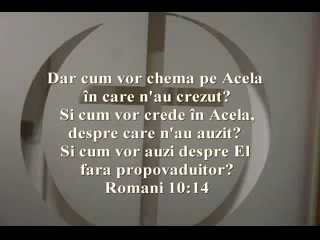 Dar cum vor chema pe Acela
în care n'au crezut?
Si cum vor crede în Acela,
despre care n'au auzit?
Si cum vor auzi despre El
fara propovaduitor?
Romani 10:14